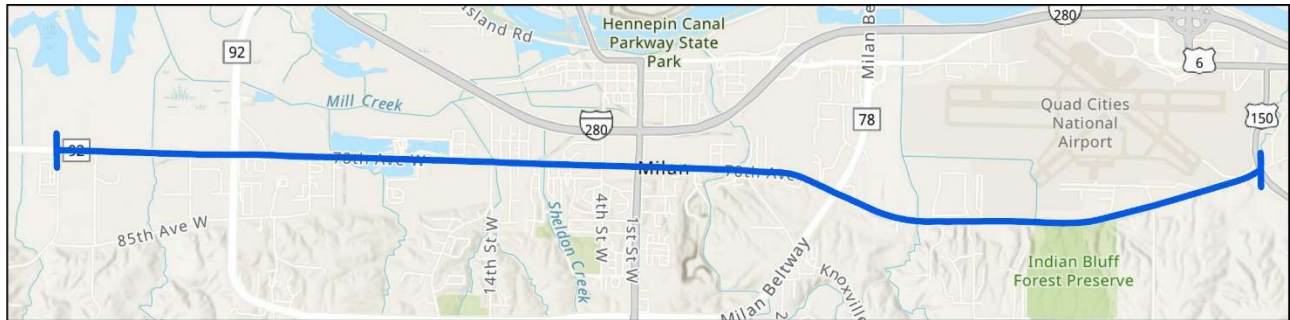 280
Hennepin Canal
Parkway State
Park
Island Rd
92
Milan Be
6
Mill Creek
280
78
Quad Cities
National
Airport
150
92
78th Ave W
Milan
78th Ave
85th Ave W
14th St W
Sheldon Creek
4th St W
1st St W
Milan Beltway
Knoxville
2
Indian Bluff
Forest Preserve